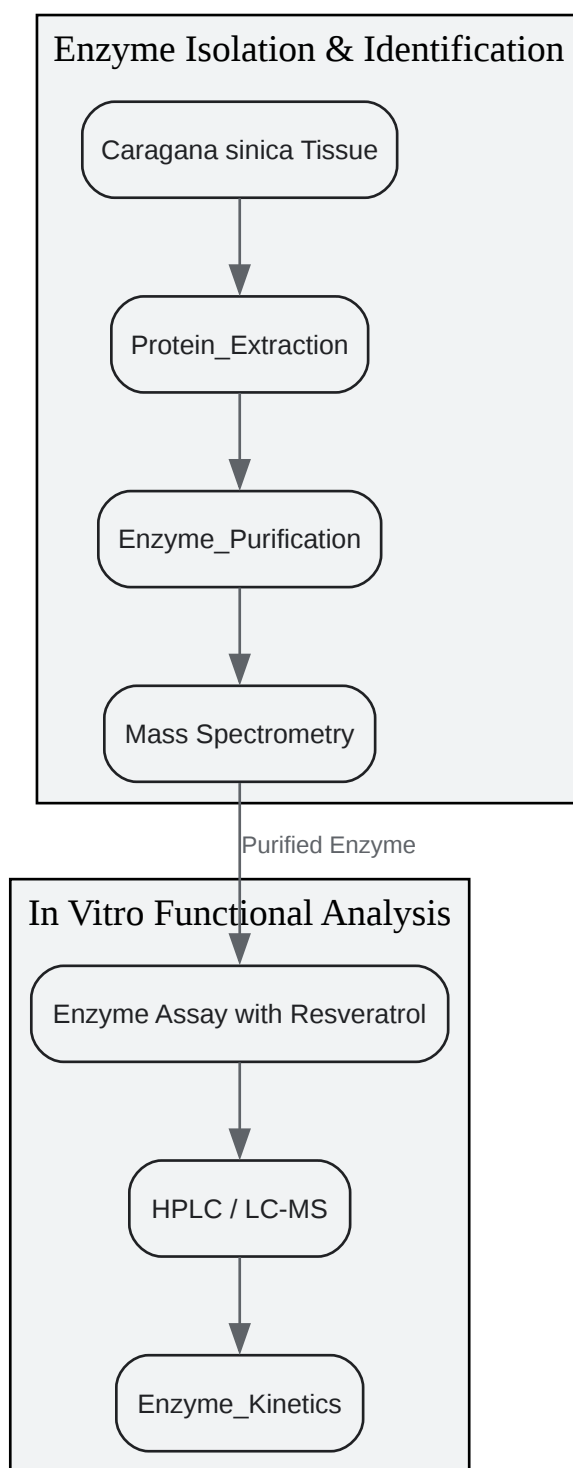 Enzyme Isolation & Identification
Caragana sinica Tissue
Protein_Extraction
Enzyme_Purification
Mass Spectrometry
Purified Enzyme
In Vitro Functional Analysis
Enzyme Assay with Resveratrol
HPLC / LC-MS
Enzyme_Kinetics